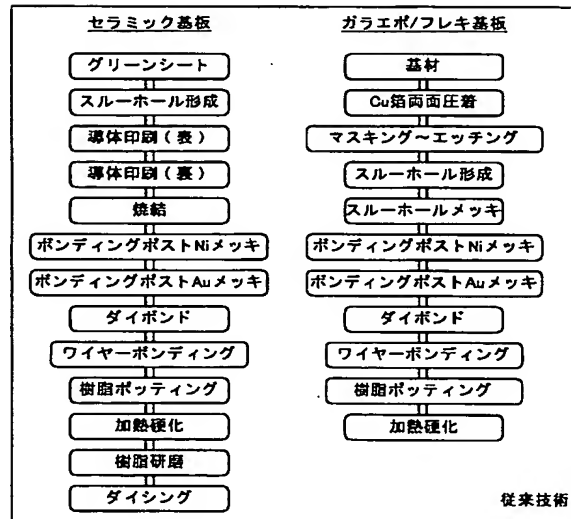 セラミック基板
グリーンシート
スルーホール形成
導体印刷（表）
導体印刷（裏）
焼結
ボンディングポストNiメッキ
ボンディングポストAuメッキ
ダイボンド
ワイヤーボンディング
樹脂ポッティング
加熱硬化
樹脂研磨
ダイシング
ガラエポ/フレキ基板
基材
Cu箔両面圧着
マスキング～エッチング
スルーホール形成
スルーホールメッキ
ボンディングポストNiメッキ
ボンディングポストAuメッキ
ダイボンド
ワイヤーボンディング
樹脂ポッティング
加熱硬化
従来技術